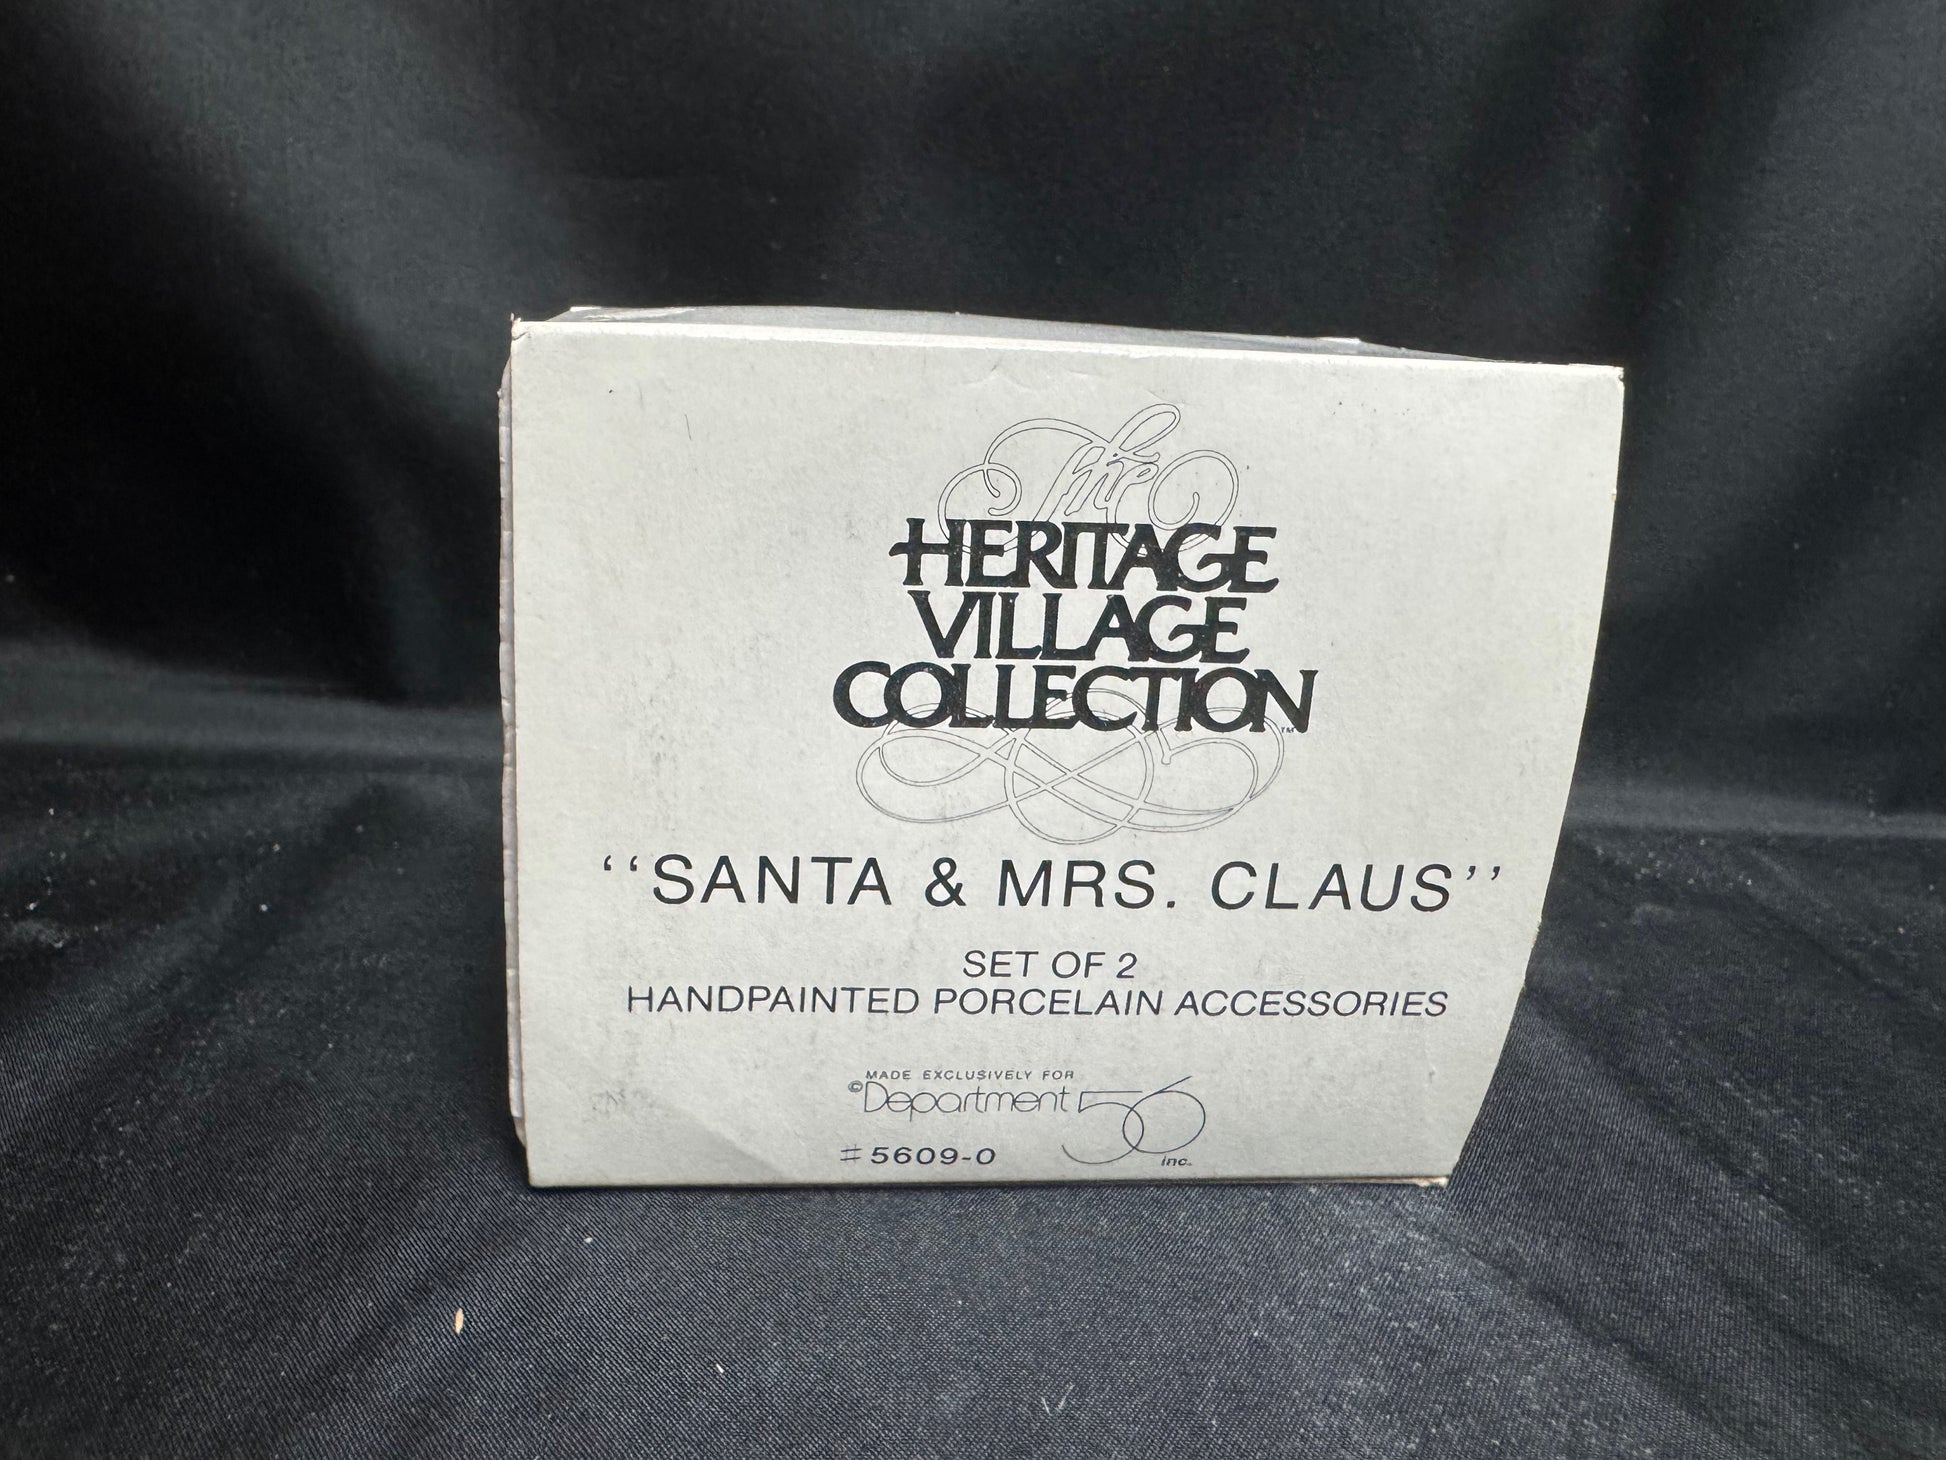 The
HERITAGE
VILLAGE
COLLECTION™
‘‘SANTA & MRS. CLAUS’’
SET OF 2
HANDPAINTED PORCELAIN ACCESSORIES
MADE EXCLUSIVELY FOR
©Department 56 inc.
#5609-0